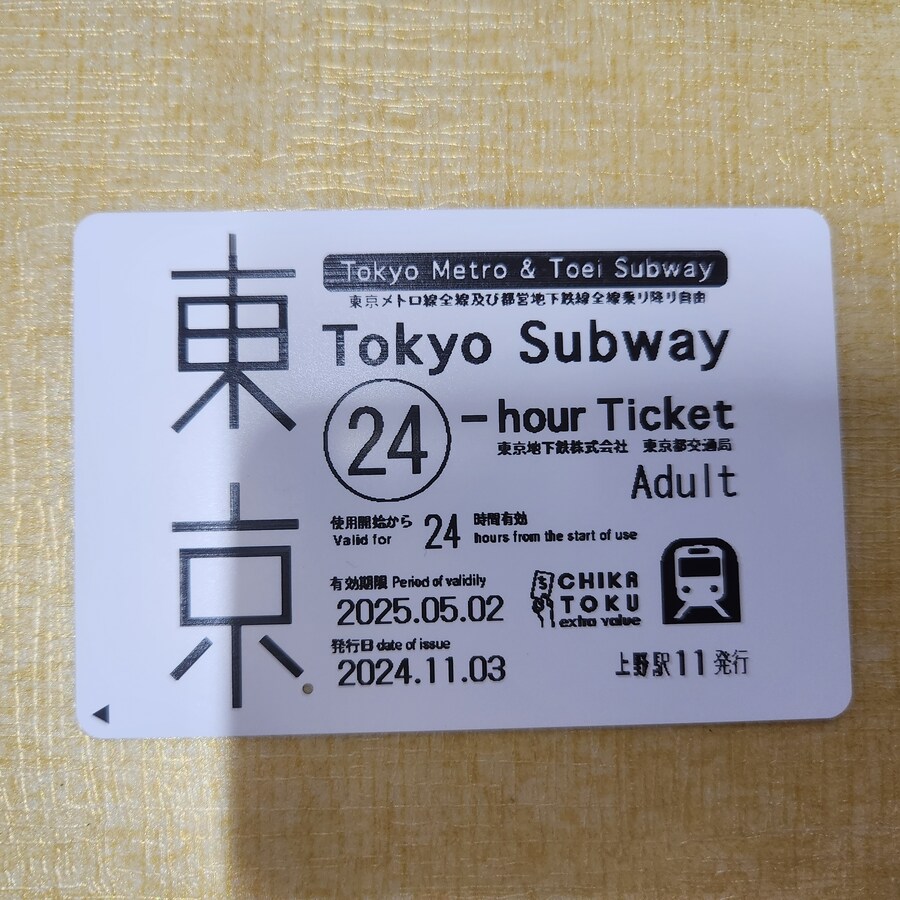 東京
Tokyo Metro & Toei Subway
東京メトロ線全線及び都営地下鉄線全線乗り降り自由
Tokyo Subway
24-hour Ticket
東京地下鉄株式会社 東京都交通局
Adult
使用開始から 24 時間有効
Valid for hours from the start of use
有効期限 Period of validity
2025.05.02
CHIKA
TOKU
extra value
発行日 date of issue
2024.11.03
上野駅11発行